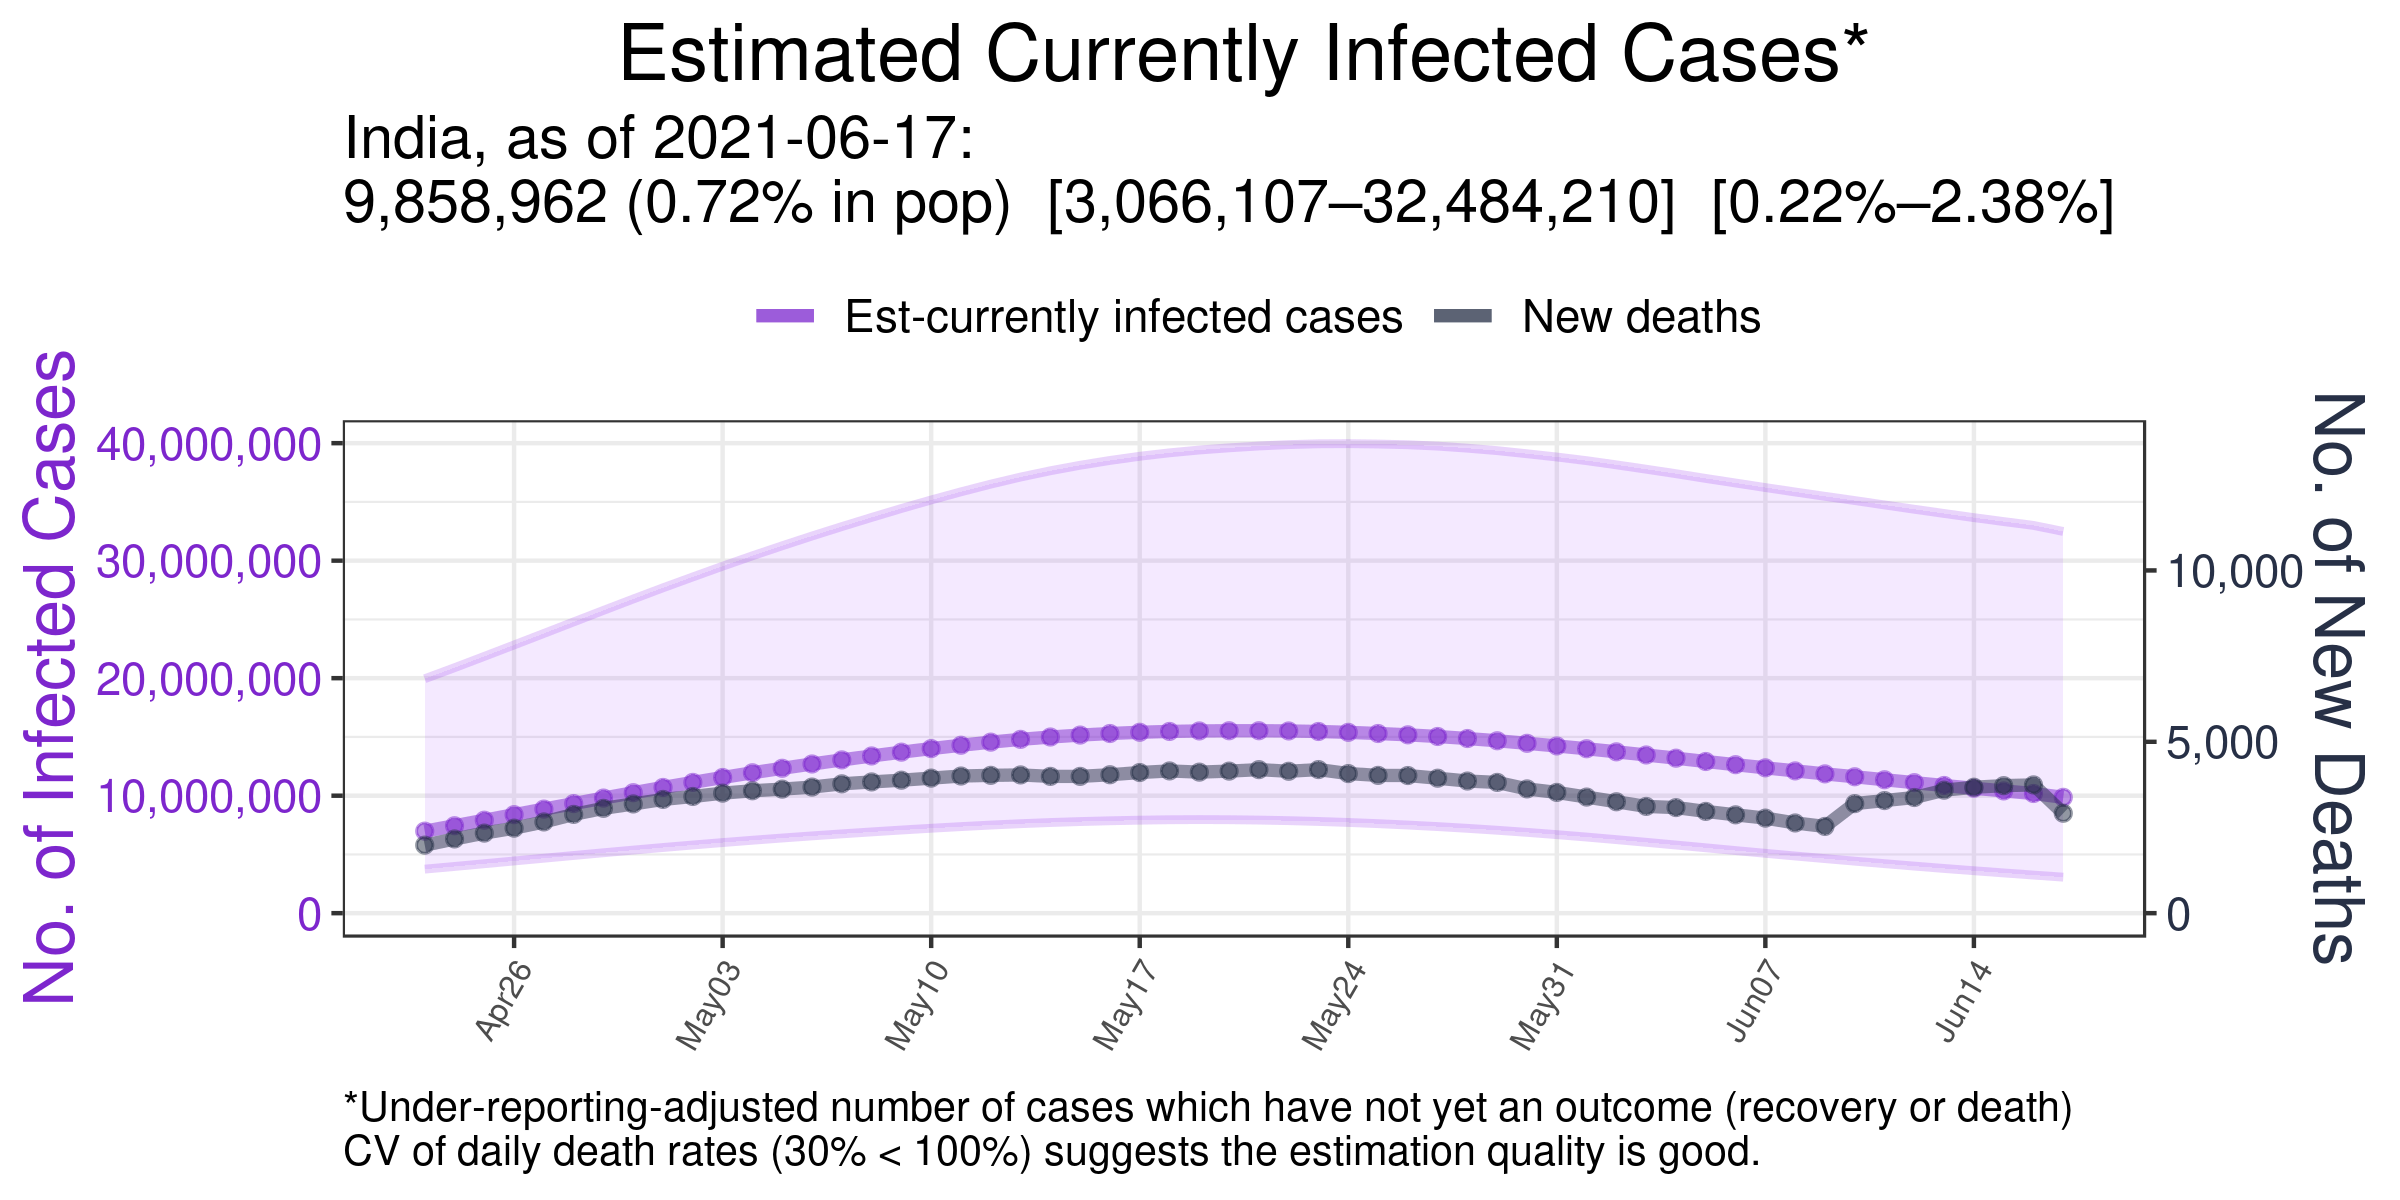 Estimated Currently Infected Cases*
India, as of 2021-06-17:
9,858,962 (0.72% in pop)  [3,066,107–32,484,210]  [0.22%–2.38%]
Est-currently infected cases
New deaths
No. of Infected Cases
40,000,000
30,000,000
20,000,000
10,000,000
0
10,000
5,000
0
No. of New Deaths
Apr26
May03
May10
May17
May24
May31
Jun07
Jun14
*Under-reporting-adjusted number of cases which have not yet an outcome (recovery or death)
CV of daily death rates (30% < 100%) suggests the estimation quality is good.